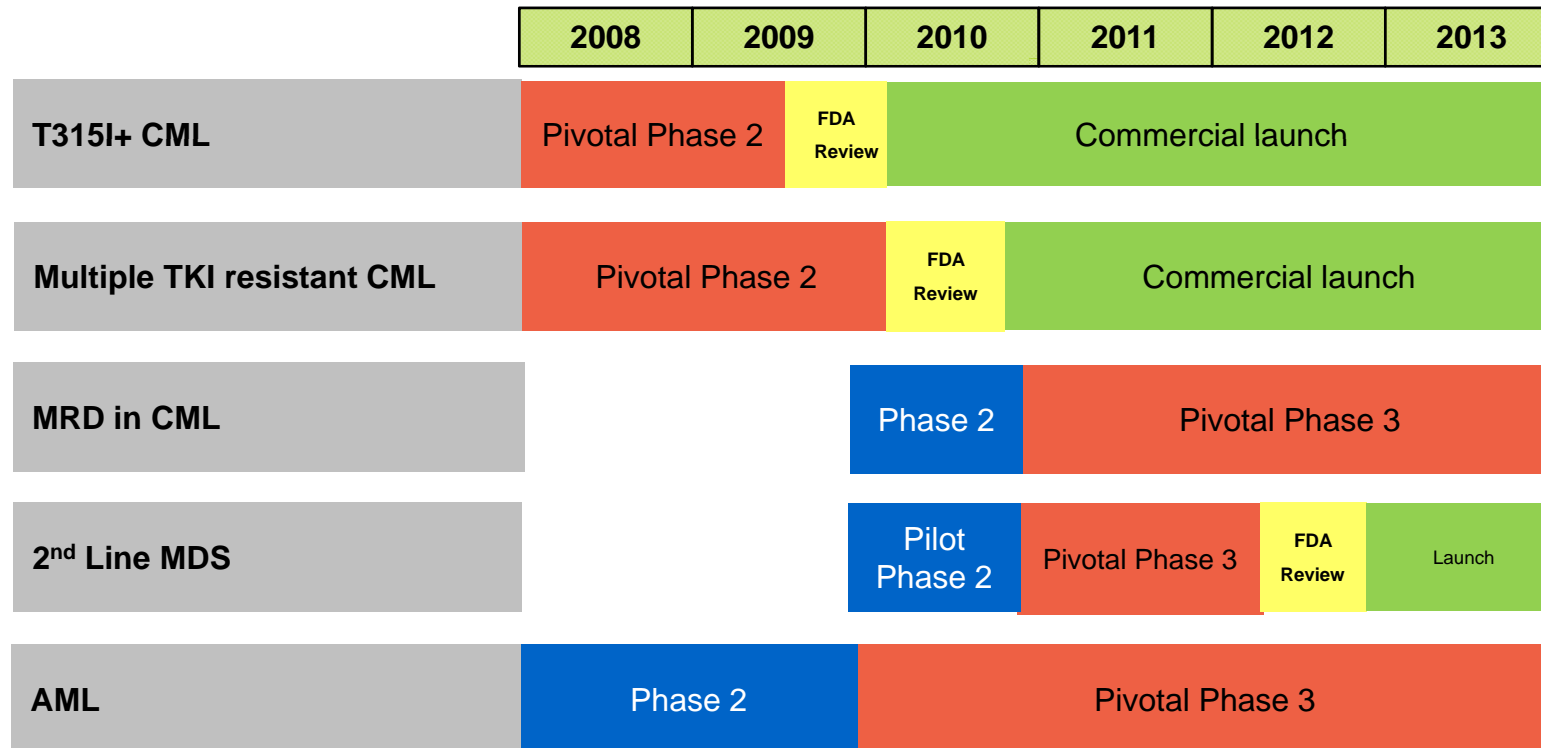 2008 2009 2010 2011 2012 2013
T315I+ CML
Pivotal Phase 2
FDA
Review
Commercial launch
Multiple TKI resistant CML
Pivotal Phase 2
FDA
Review
Commercial launch
MRD in CML
Phase 2
Pivotal Phase 3
2nd Line MDS
Pilot
Phase 2
Pivotal Phase 3
FDA
Review
Launch
AML
Phase 2
Pivotal Phase 3